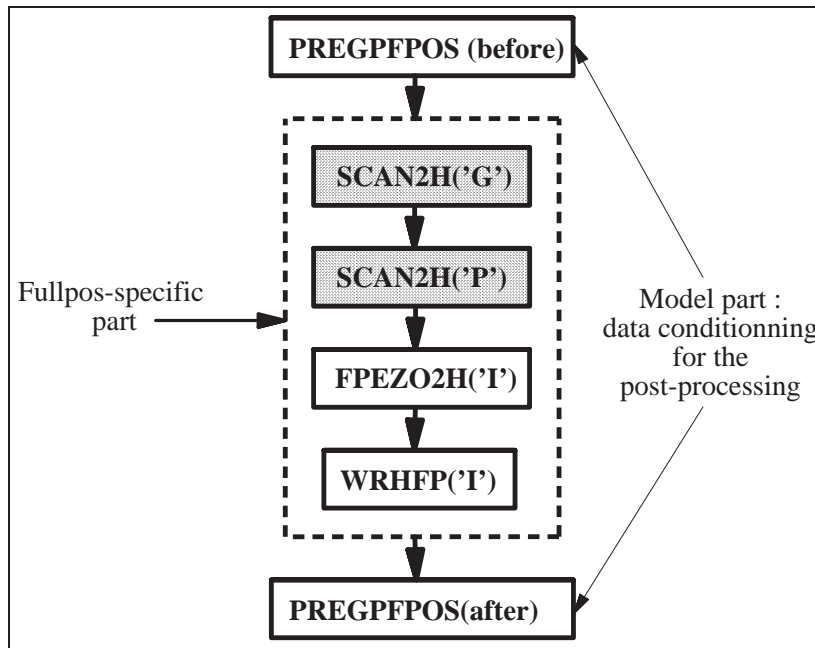 PREGPFPOS (before)
SCAN2H('G')
SCAN2H('P')
Fullpos-specific
part
Model part :
data conditionning
for the
post-processing
FPEZO2H('I')
WRHFP('I')
PREGPFPOS(after)